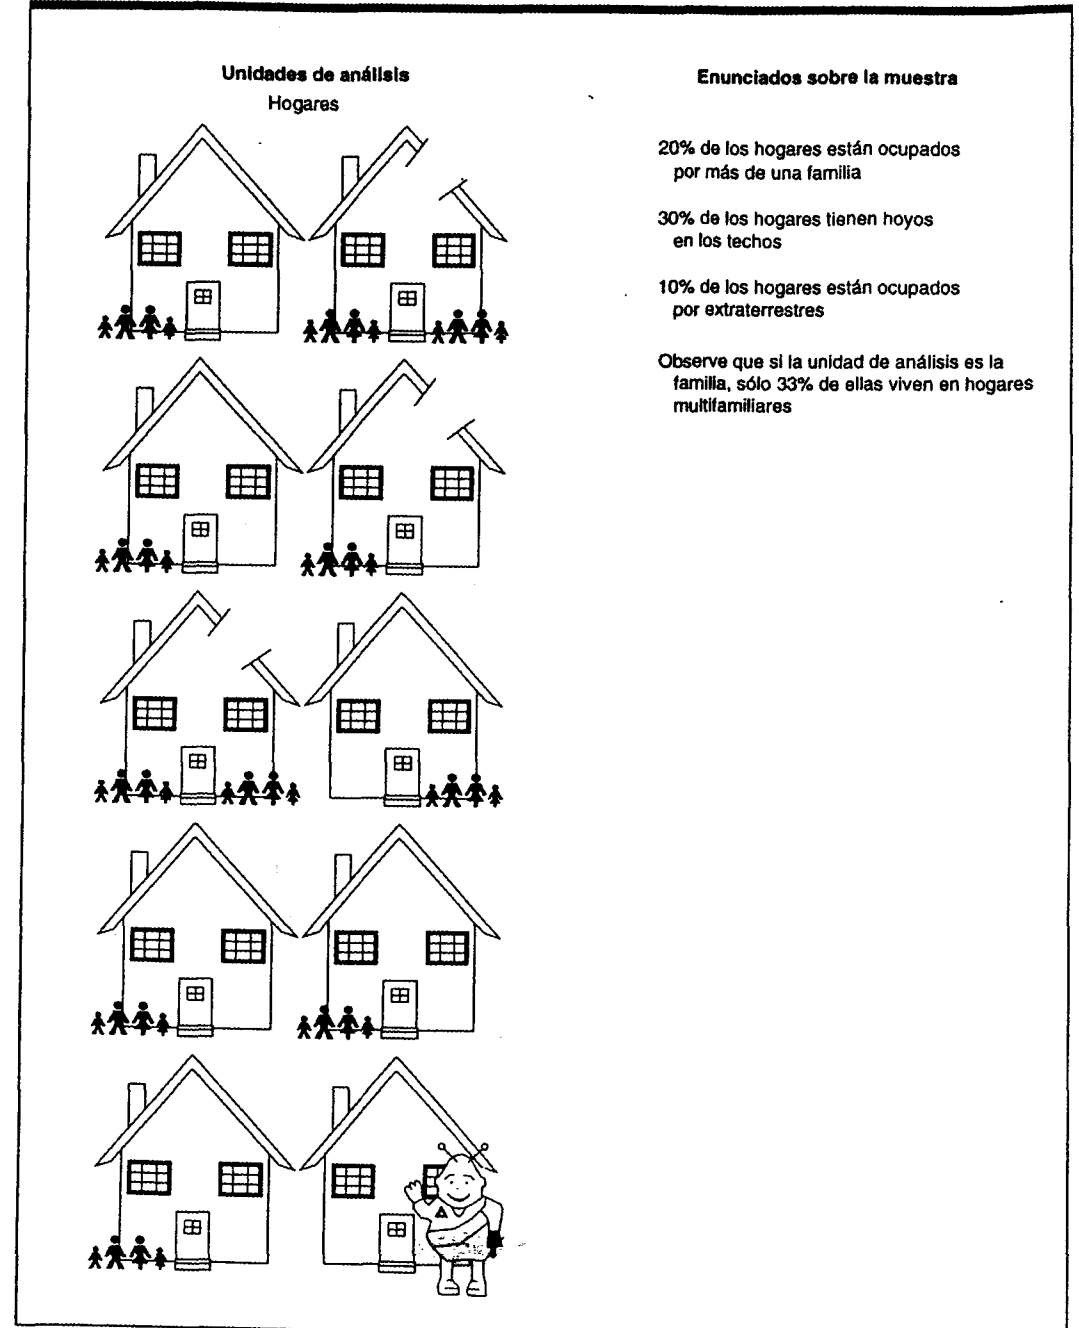 Unidades de análisis
Hogares
Enunciados sobre la muestra
20% de los hogares están ocupados
por más de una familia
30% de los hogares tienen hoyos
en los techos
10% de los hogares están ocupados
por extraterrestres
Observe que si la unidad de análisis es la
familia, sólo 33% de ellas viven en hogares
multifamiliares